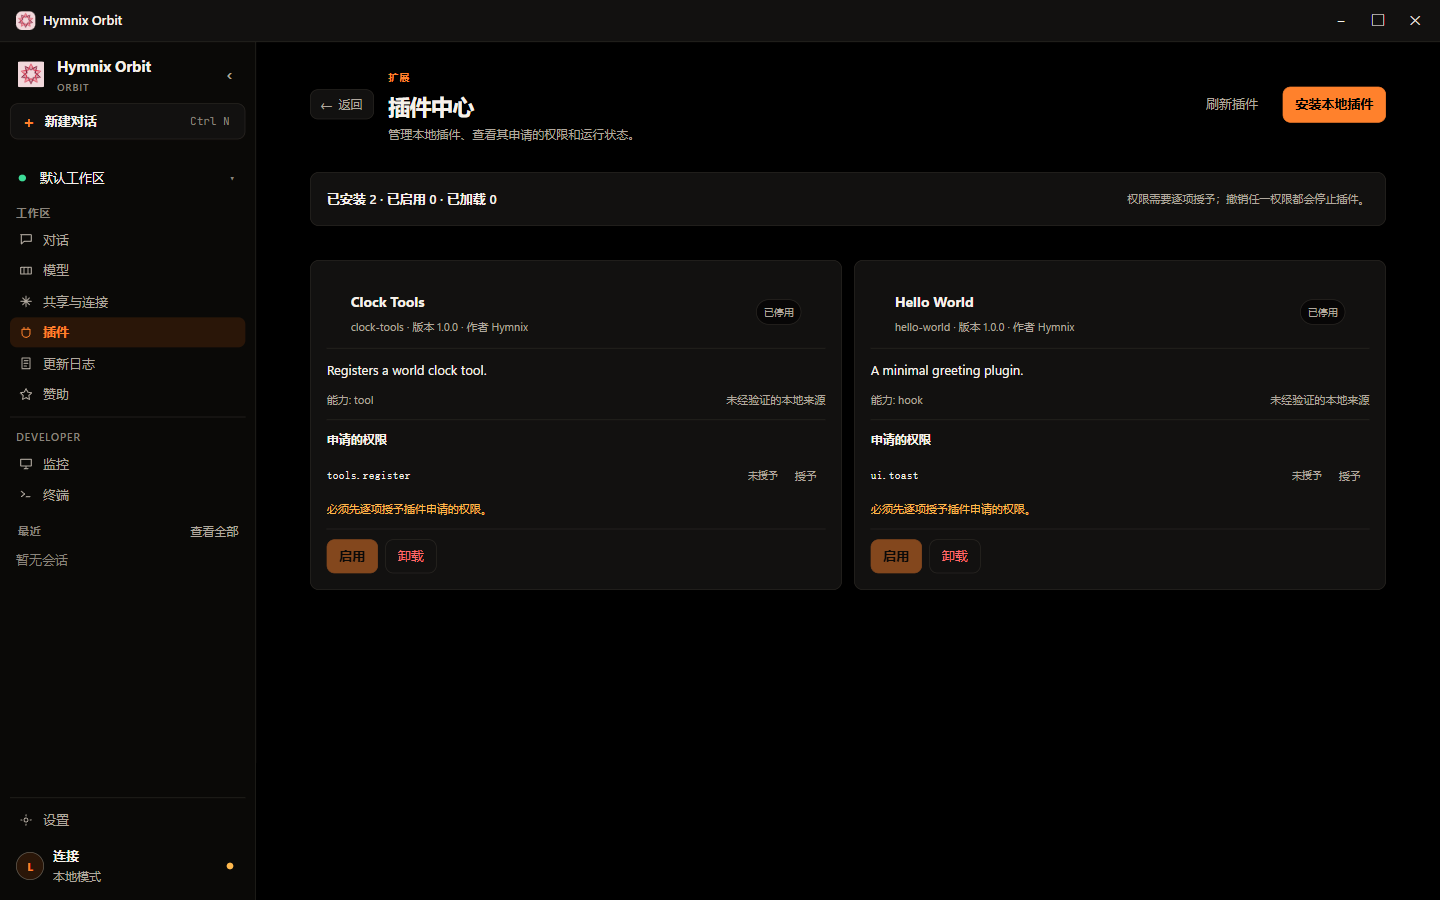 Hymnix Orbit
Hymnix Orbit
ORBIT
新建对话 Ctrl N
默认工作区
工作区
对话
模型
共享与连接
插件
更新日志
赞助
DEVELOPER
监控
终端
最近 查看全部
暂无会话
设置
L
连接
本地模式
← 返回
扩展
插件中心
管理本地插件、查看其申请的权限和运行状态。
刷新插件
安装本地插件
已安装 2 · 已启用 0 · 已加载 0
权限需要逐项授予；撤销任一权限都会停止插件。
Clock Tools
clock-tools · 版本 1.0.0 · 作者 Hymnix
已停用
Registers a world clock tool.
能力: tool 未经验证的本地来源
申请的权限
tools.register 未授予 授予
必须先逐项授予插件申请的权限。
启用 卸载
Hello World
hello-world · 版本 1.0.0 · 作者 Hymnix
已停用
A minimal greeting plugin.
能力: hook 未经验证的本地来源
申请的权限
ui.toast 未授予 授予
必须先逐项授予插件申请的权限。
启用 卸载